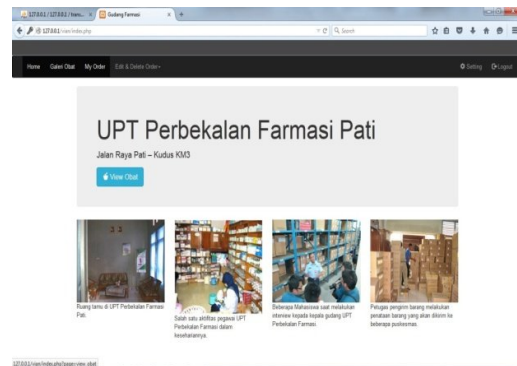 127.0.0.1 / 127.0.0.1 / trans...
Gudang Farmasi
127.0.0.1/view/index.php
Search
Home Galeri Obat My Order Edit & Delete Order
Setting Logout
UPT Perbekalan Farmasi Pati
Jalan Raya Pati – Kudus KM3
View Obat
Ruang tamu di UPT Perbekalan Farmasi
Pati.
Salah satu aktifitas pegawai UPT
Perbekalan Farmasi dalam
kesehariannya.
Beberapa Mahasiswa saat melakukan
interview kepada kepala gudang UPT
Perbekalan Farmasi.
Petugas pengirim barang melakukan
penataan barang yang akan dikirim ke
beberapa puskesmas.
127.0.0.1/view/index.php?page=view_obat